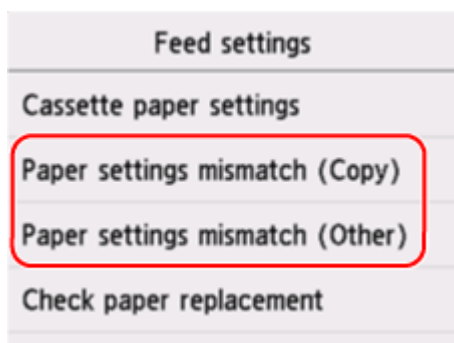 Feed settings
Cassette paper settings
Paper settings mismatch (Copy)
Paper settings mismatch (Other)
Check paper replacement